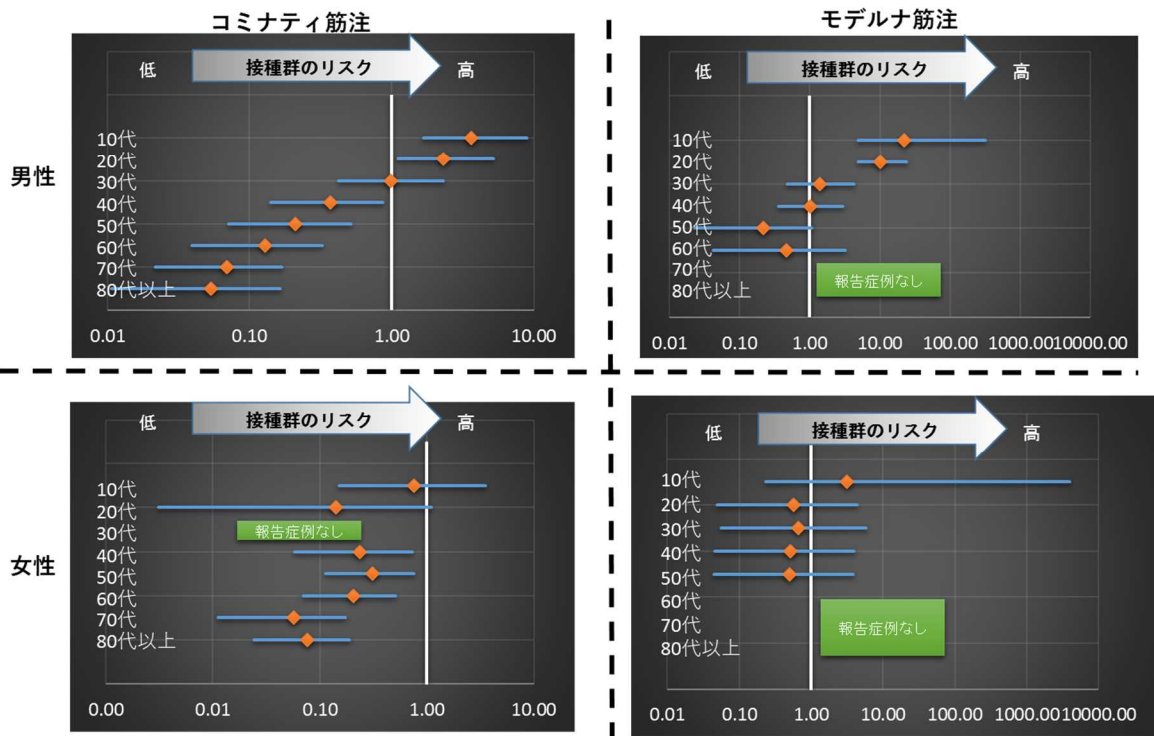 コミナティ筋注
モデルナ筋注
男性
低
接種群のリスク
高
10代
20代
30代
40代
50代
60代
70代
80代以上
0.01
0.10
1.00
10.00
低
接種群のリスク
高
10代
20代
30代
40代
50代
60代
70代
80代以上
報告症例なし
0.01
0.10
1.00
10.00
100.00
1000.00
10000.00
女性
低
接種群のリスク
高
10代
20代
30代
報告症例なし
40代
50代
60代
70代
80代以上
0.00
0.01
0.10
1.00
10.00
低
接種群のリスク
高
10代
20代
30代
40代
50代
60代
70代
80代以上
報告症例なし
0.01
0.10
1.00
10.00
100.00
1000.00
10000.00